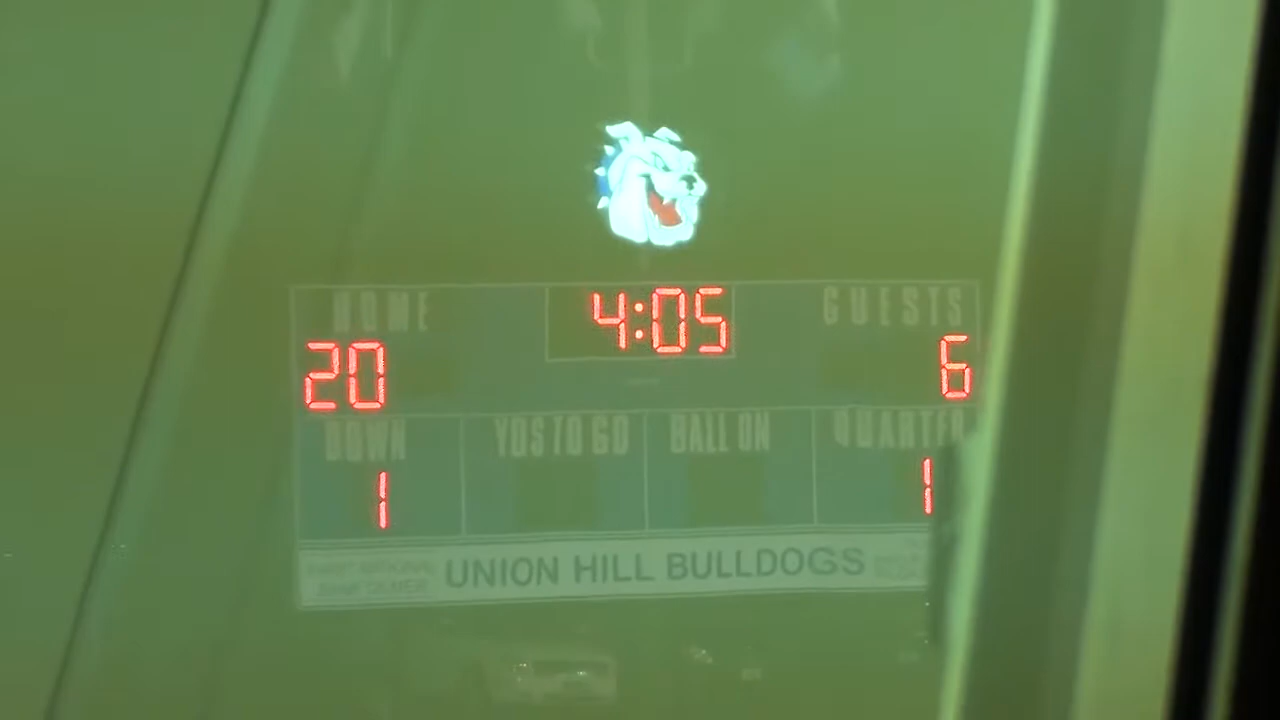 HOME 4:05 GUESTS
20 6
DOWN YDS TO GO BALL ON QUARTER
1 1
UNION HILL BULLDOGS